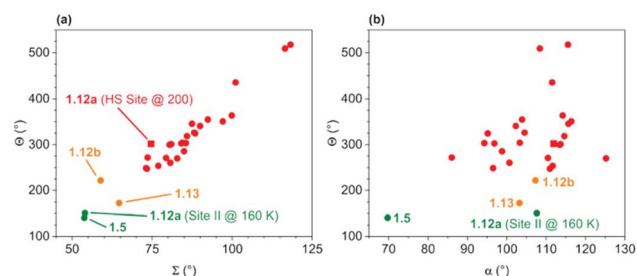 (a)
500
400
300
200
100
Θ (°)
1.12a (HS Site @ 200)
1.12b
1.13
1.12a (Site II @ 160 K)
1.5
50
75
100
125
Σ (°)
(b)
500
400
300
200
100
Θ (°)
1.12b
1.13
1.5
1.12a (Site II @ 160 K)
70
80
90
100
110
120
130
α (°)